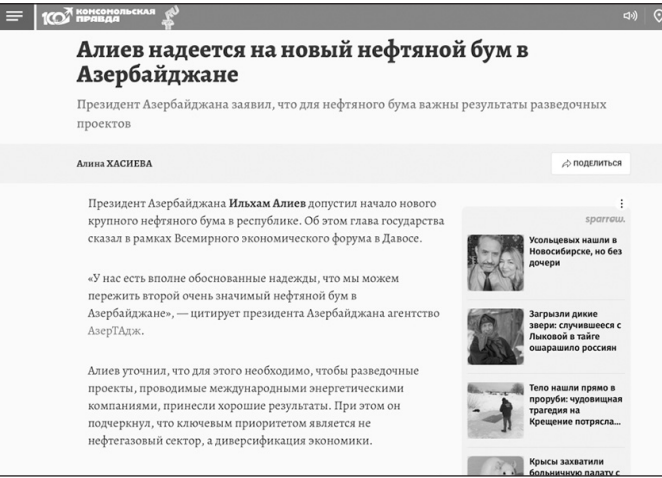 100 КОМСОМОЛЬСКАЯ
ПРАВДА
Алиев надеется на новый нефтяной бум в
Азербайджане
Президент Азербайджана заявил, что для нефтяного бума важны результаты разведочных
проектов
Алина ХАСИЕВА
ПОДЕЛИТЬСЯ
Президент Азербайджана Ильхам Алиев допустил начало нового
крупного нефтяного бума в республике. Об этом глава государства
сказал в рамках Всемирного экономического форума в Давосе.
«У нас есть вполне обоснованные надежды, что мы можем
пережить второй очень значимый нефтяной бум в
Азербайджане», — цитирует президента Азербайджана агентство
АзерТАдж.
Алиев уточнил, что для этого необходимо, чтобы разведочные
проекты, проводимые международными энергетическими
компаниями, принесли хорошие результаты. При этом он
подчеркнул, что ключевым приоритетом является не
нефтегазовый сектор, а диверсификация экономики.
sparrow.
Усольцевых нашли в
Новосибирске, но без
дочери
Загрызли дикие
звери: случившееся с
Лыковой в тайге
ошарашило россиян
Тело нашли прямо в
проруби: чудовищная
трагедия на
Крещение потрясла...
Крысы захватили
больничную палату с